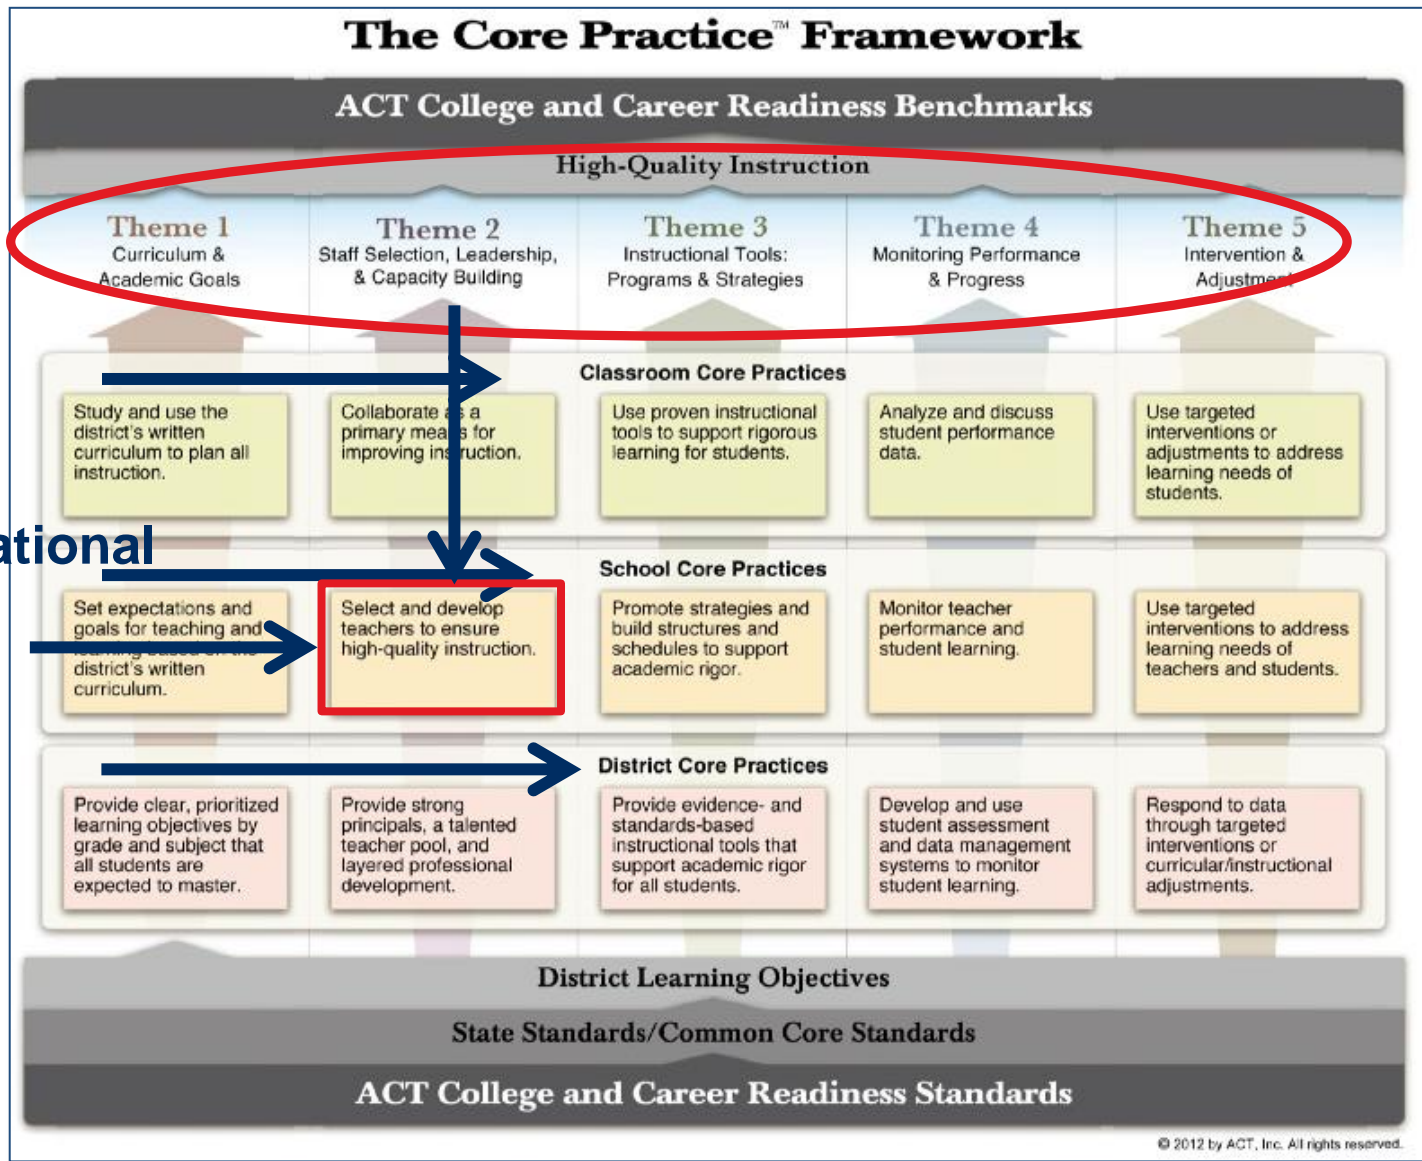 The Core Practice™ Framework
ACT College and Career Readiness Benchmarks
High-Quality Instruction
Theme 1
Curriculum &
Academic Goals
Theme 2
Staff Selection, Leadership,
& Capacity Building
Theme 3
Instructional Tools:
Programs & Strategies
Theme 4
Monitoring Performance
& Progress
Theme 5
Intervention &
Adjustment
Classroom Core Practices
Study and use the
district's written
curriculum to plan all
instruction.
Collaborate as a
primary means for
improving instruction.
Use proven instructional
tools to support rigorous
learning for students.
Analyze and discuss
student performance
data.
Use targeted
interventions or
adjustments to address
learning needs of
students.
ational
School Core Practices
Set expectations and
goals for teaching and
learning based on the
district's written
curriculum.
Select and develop
teachers to ensure
high-quality instruction.
Promote strategies and
build structures and
schedules to support
academic rigor.
Monitor teacher
performance and
student learning.
Use targeted
interventions to address
learning needs of
teachers and students.
District Core Practices
Provide clear, prioritized
learning objectives by
grade and subject that
all students are
expected to master.
Provide strong
principals, a talented
teacher pool, and
layered professional
development.
Provide evidence- and
standards-based
instructional tools that
support academic rigor
for all students.
Develop and use
student assessment
and data management
systems to monitor
student learning.
Respond to data
through targeted
interventions or
curricular/instructional
adjustments.
District Learning Objectives
State Standards/Common Core Standards
ACT College and Career Readiness Standards
© 2012 by ACT, Inc. All rights reserved.